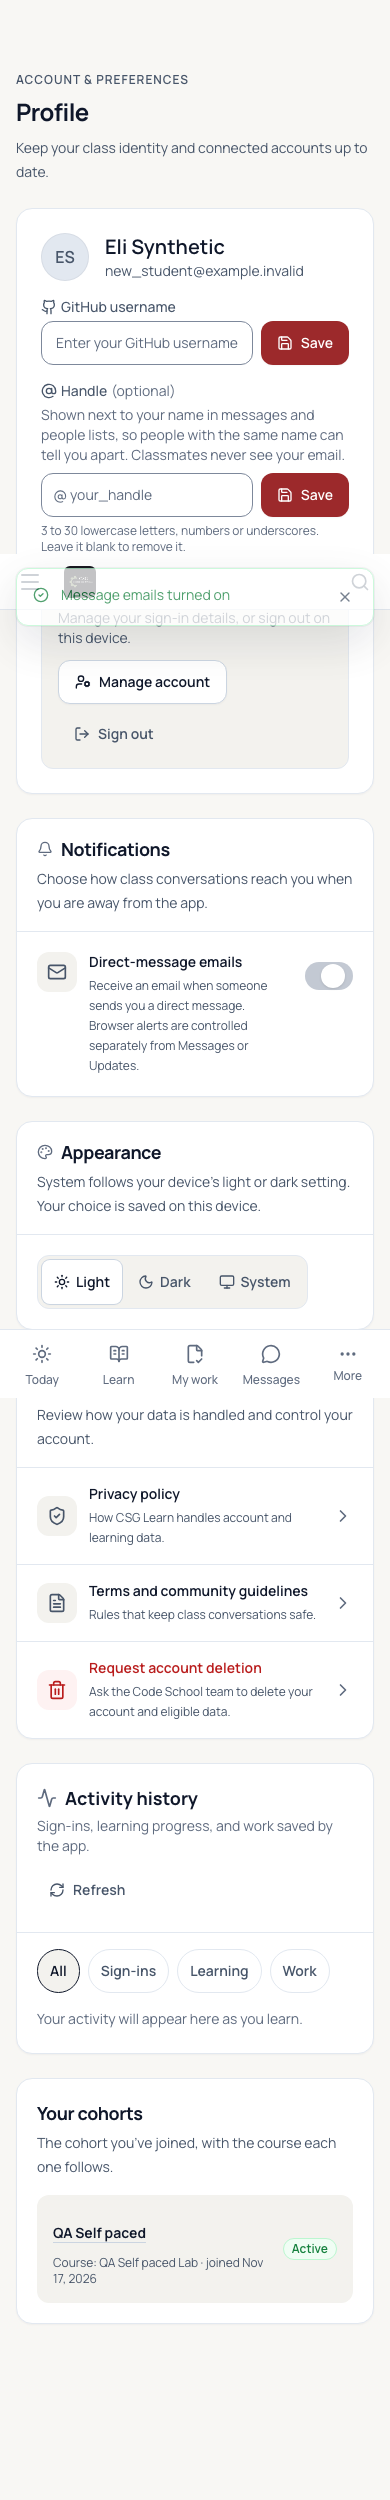 ACCOUNT & PREFERENCES
Profile
Keep your class identity and connected accounts up to
date.
ES
Eli Synthetic
new_student@example.invalid
GitHub username
Enter your GitHub username
Save
Handle (optional)
Shown next to your name in messages and
people lists, so people with the same name can
tell you apart. Classmates never see your email.
@ your_handle
Save
3 to 30 lowercase letters, numbers or underscores.
Leave it blank to remove it.
Message emails turned on
Manage your sign-in details, or sign out on
this device.
Manage account
Sign out
Notifications
Choose how class conversations reach you when
you are away from the app.
Direct-message emails
Receive an email when someone
sends you a direct message.
Browser alerts are controlled
separately from Messages or
Updates.
Appearance
System follows your device's light or dark setting.
Your choice is saved on this device.
Light
Dark
System
Today
Learn
My work
Messages
More
Review how your data is handled and control your
account.
Privacy policy
How CSG Learn handles account and
learning data.
Terms and community guidelines
Rules that keep class conversations safe.
Request account deletion
Ask the Code School team to delete your
account and eligible data.
Activity history
Sign-ins, learning progress, and work saved by
the app.
Refresh
All
Sign-ins
Learning
Work
Your activity will appear here as you learn.
Your cohorts
The cohort you've joined, with the course each
one follows.
QA Self paced
Active
Course: QA Self paced Lab · joined Nov
17, 2026